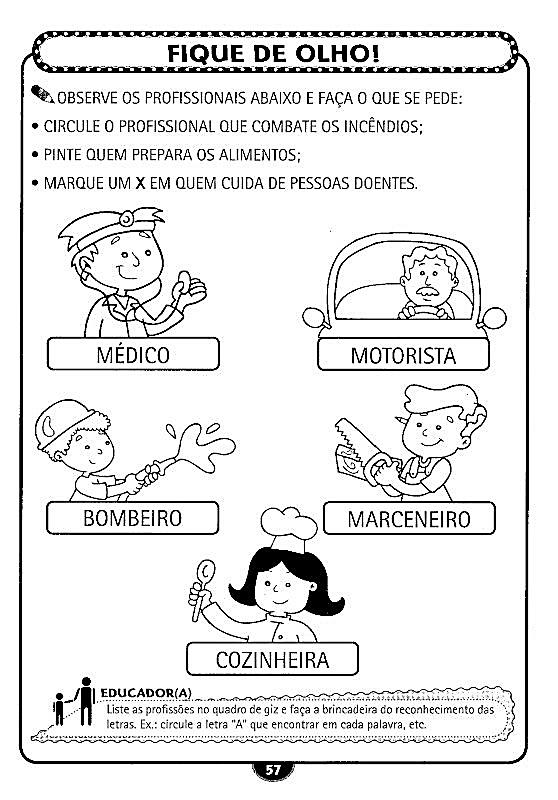 FIQUE DE OLHO!
OBSERVE OS PROFISSIONAIS ABAIXO E FAÇA O QUE SE PEDE:
• CIRCULE O PROFISSIONAL QUE COMBATE OS INCÊNDIOS;
• PINTE QUEM PREPARA OS ALIMENTOS;
• MARQUE UM X EM QUEM CUIDA DE PESSOAS DOENTES.
MÉDICO
MOTORISTA
BOMBEIRO
MARCENEIRO
COZINHEIRA
EDUCADOR(A)
Liste as profissões no quadro de giz e faça a brincadeira do reconhecimento das
letras. Ex.: circule a letra "A" que encontrar em cada palavra, etc.
57